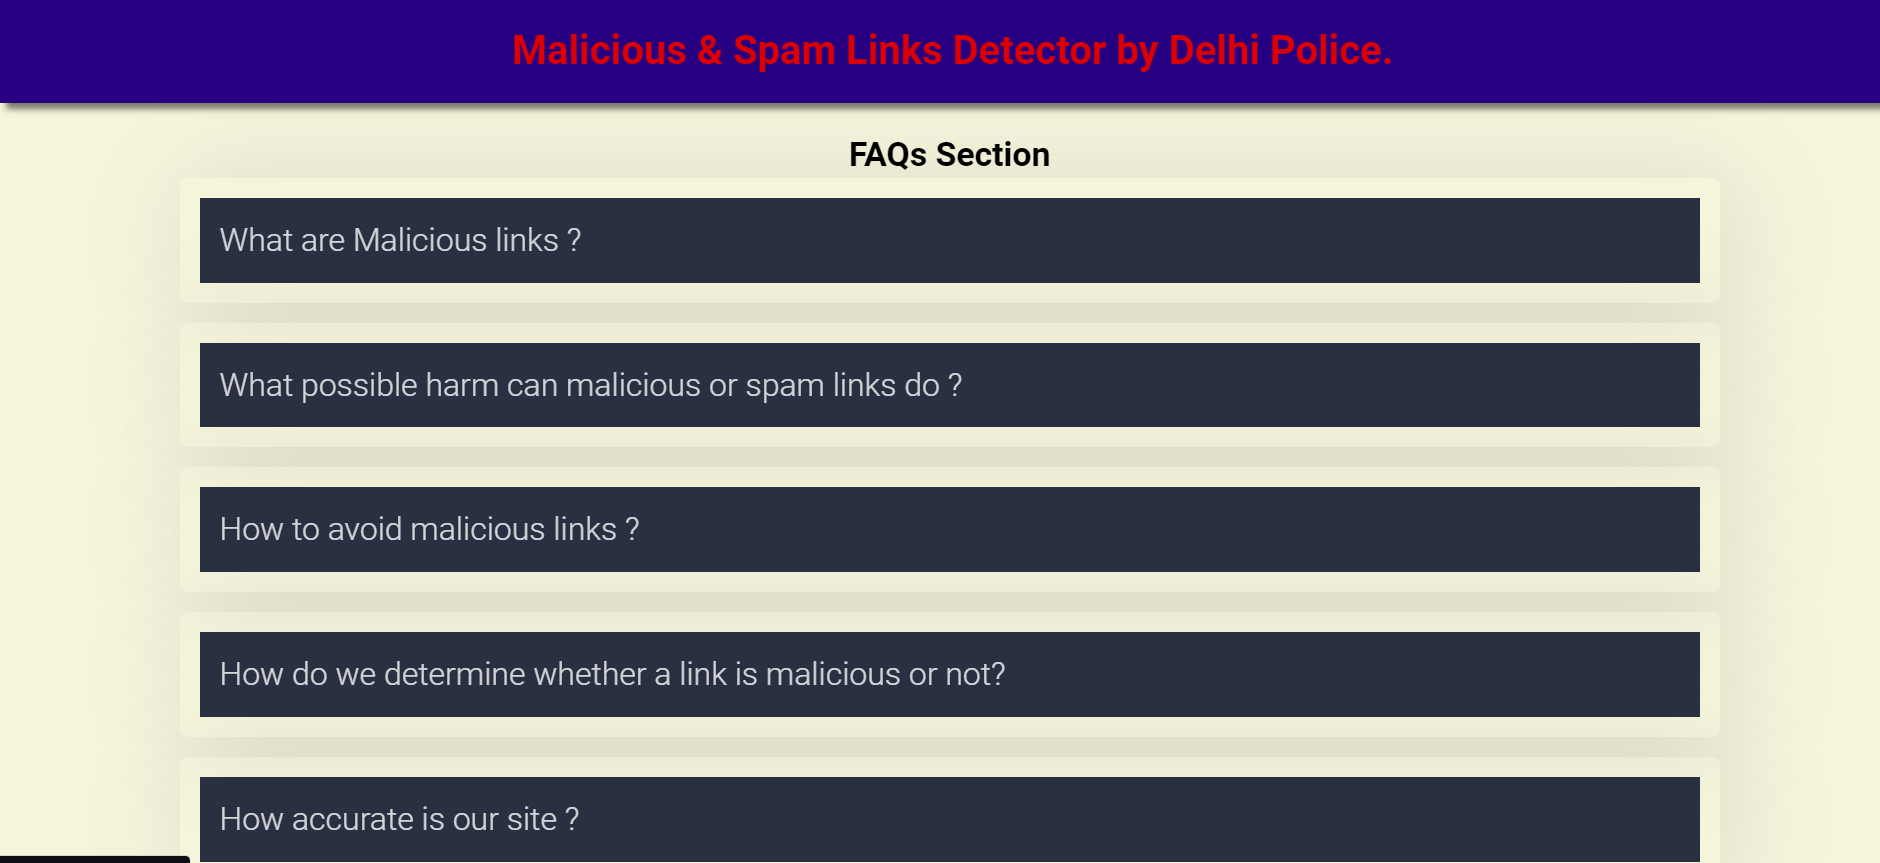 Malicious & Spam Links Detector by Delhi Police.
FAQs Section
What are Malicious links ?
What possible harm can malicious or spam links do ?
How to avoid malicious links ?
How do we determine whether a link is malicious or not?
How accurate is our site ?